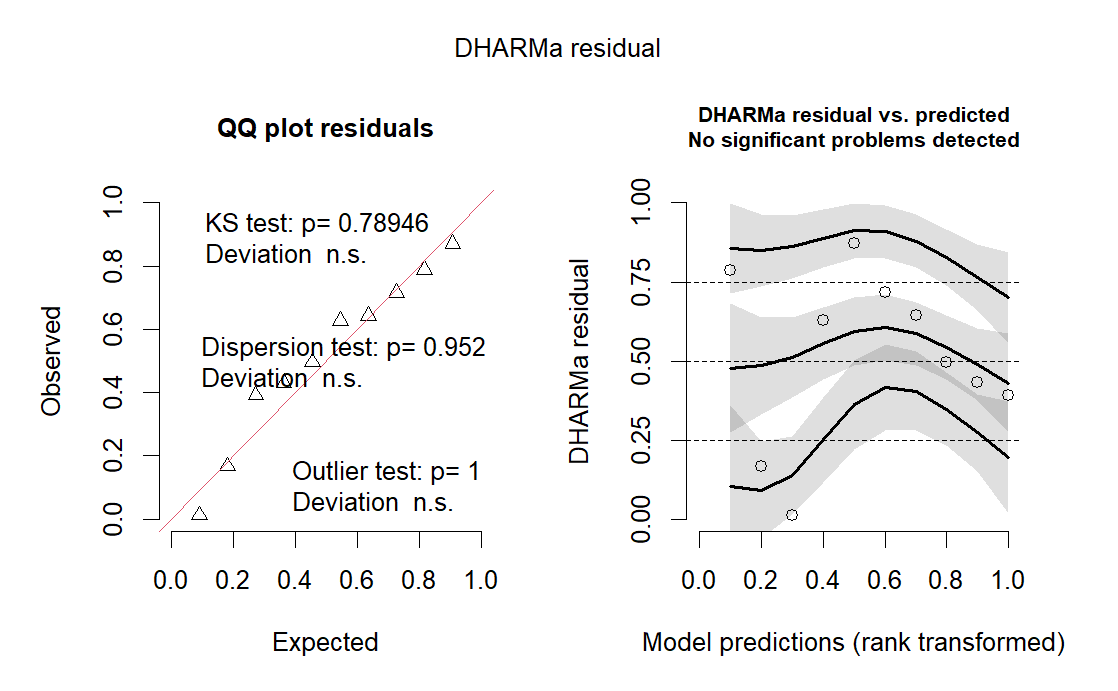 DHARMa residual
QQ plot residuals
KS test: p= 0.78946
Deviation n.s.
Dispersion test: p= 0.952
Deviation n.s.
Outlier test: p= 1
Deviation n.s.
Observed
0.0 0.2 0.4 0.6 0.8 1.0
0.0 0.2 0.4 0.6 0.8 1.0
Expected
DHARMa residual vs. predicted
No significant problems detected
DHARMa residual
0.00 0.25 0.50 0.75 1.00
0.0 0.2 0.4 0.6 0.8 1.0
Model predictions (rank transformed)